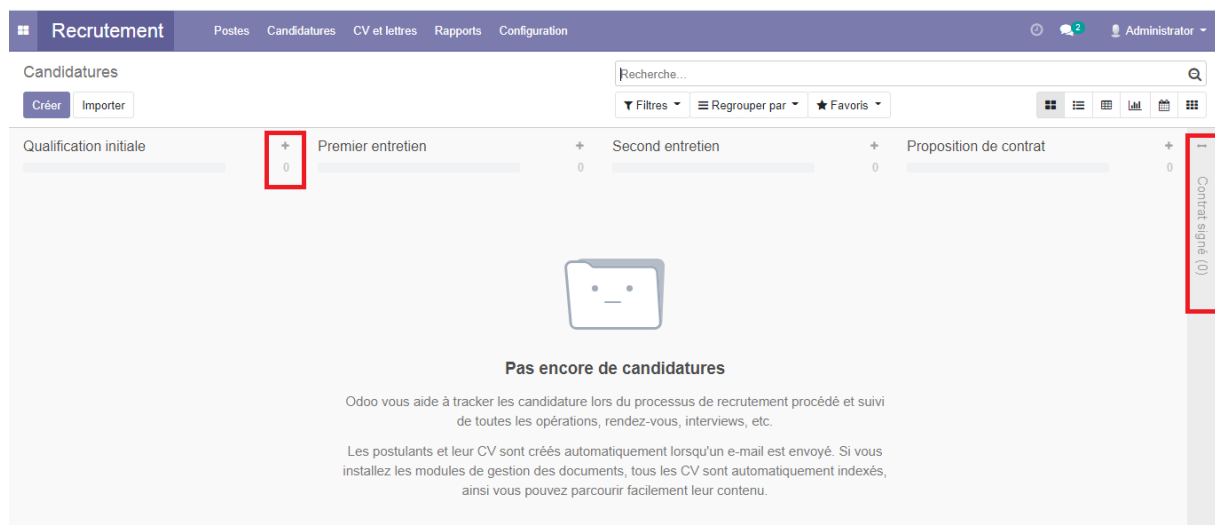 Recrutement Postes Candidatures CV et lettres Rapports Configuration 2 Administrator
Candidatures Recherche...
Créer Importer Filtres Regrouper par Favoris
Qualification initiale + Premier entretien + Second entretien + Proposition de contrat +
0 0 0 0
Contrat signé (0)
Pas encore de candidatures
Odoo vous aide à tracker les candidature lors du processus de recrutement procédé et suivi
de toutes les opérations, rendez-vous, interviews, etc.
Les postulants et leur CV sont créés automatiquement lorsqu'un e-mail est envoyé. Si vous
installez les modules de gestion des documents, tous les CV sont automatiquement indexés,
ainsi vous pouvez parcourir facilement leur contenu.